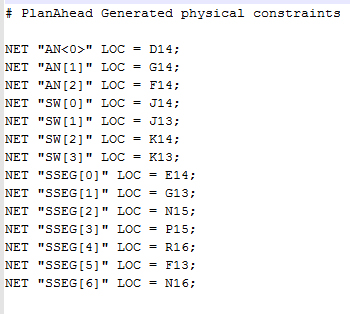 # PlanAhead Generated physical constraints
NET "AN<0>" LOC = D14;
NET "AN[1]" LOC = G14;
NET "AN[2]" LOC = F14;
NET "SW[0]" LOC = J14;
NET "SW[1]" LOC = J13;
NET "SW[2]" LOC = K14;
NET "SW[3]" LOC = K13;
NET "SSEG[0]" LOC = E14;
NET "SSEG[1]" LOC = G13;
NET "SSEG[2]" LOC = N15;
NET "SSEG[3]" LOC = P15;
NET "SSEG[4]" LOC = R16;
NET "SSEG[5]" LOC = F13;
NET "SSEG[6]" LOC = N16;